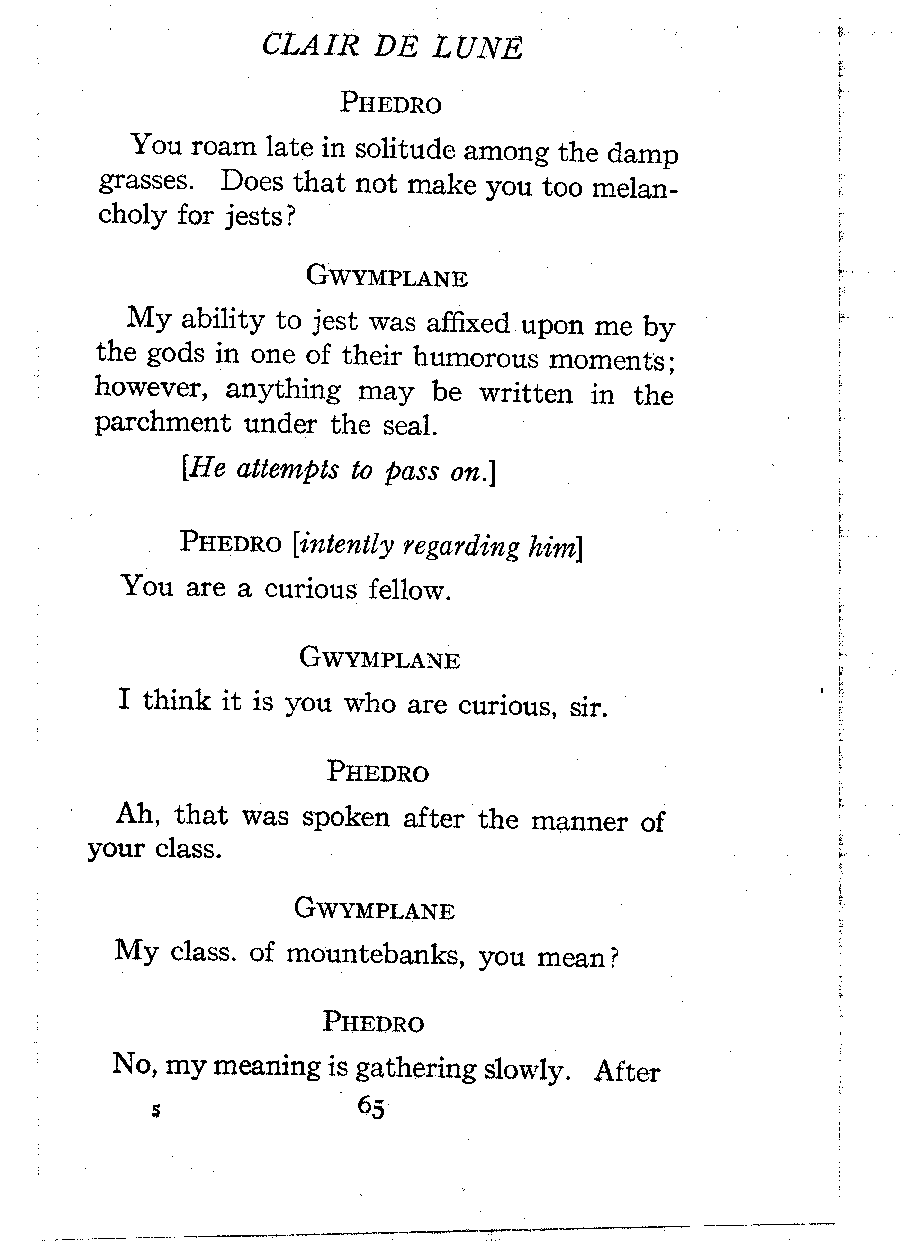 CLAIR DE LUNE
PHEDRO
You roam late in solitude among the damp
grasses. Does that not make you too melan-
choly for jests?
GWYMPLANE
My ability to jest was affixed upon me by
the gods in one of their humorous moments;
however, anything may be written in the
parchment under the seal.
[He attempts to pass on.]
PHEDRO [intently regarding him]
You are a curious fellow.
GWYMPLANE
I think it is you who are curious, sir.
PHEDRO
Ah, that was spoken after the manner of
your class.
GWYMPLANE
My class. of mountebanks, you mean?
PHEDRO
No, my meaning is gathering slowly. After
5 65